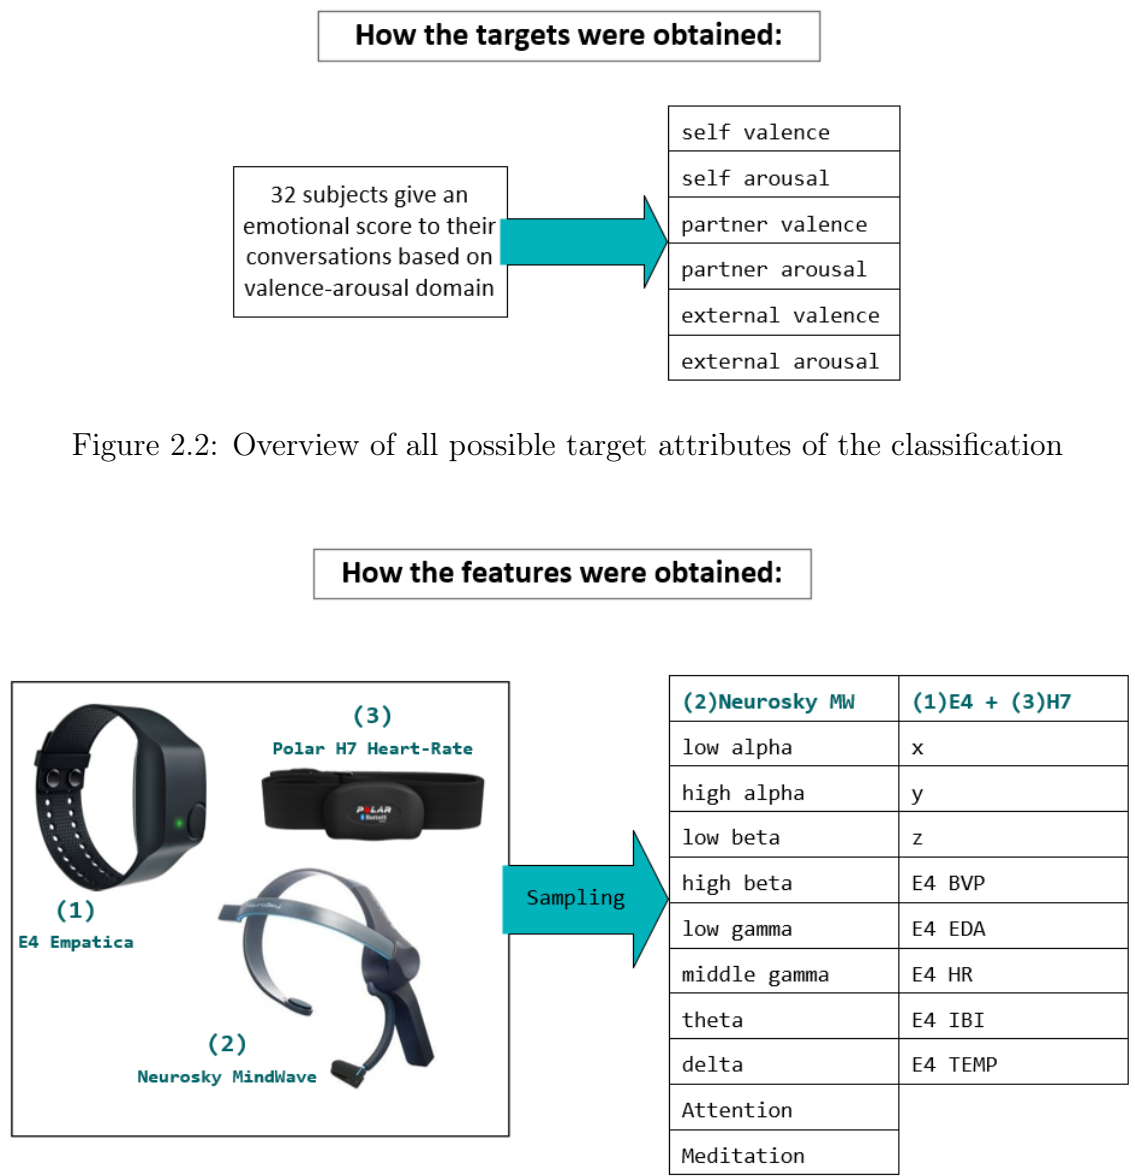 How the targets were obtained:
32 subjects give an
emotional score to their
conversations based on
valence-arousal domain
self valence
self arousal
partner valence
partner arousal
external valence
external arousal
Figure 2.2: Overview of all possible target attributes of the classification
How the features were obtained:
(3)
Polar H7 Heart-Rate
POLAR
Bluetooth
(1)
E4 Empatica
(2)
Neurosky MindWave
Sampling
(2)Neurosky MW (1)E4 + (3)H7
low alpha x
high alpha y
low beta z
high beta E4 BVP
low gamma E4 EDA
middle gamma E4 HR
theta E4 IBI
delta E4 TEMP
Attention
Meditation